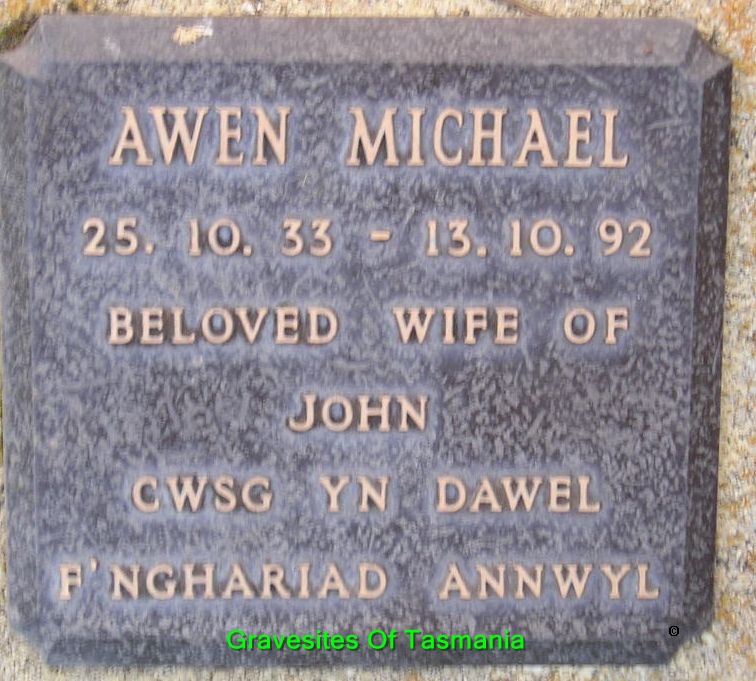 AWEN MICHAEL
25. 10. 33 - 13. 10. 92
BELOVED WIFE OF
JOHN
CWSG YN DAWEL
F'NGHARIAD ANNWYL
Gravesites Of Tasmania
©